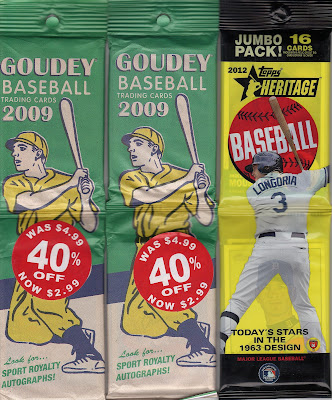 GOUDEY
BASEBALL
TRADING CARDS
2009
WAS $4.99
40%
OFF
NOW $2.99
Look for...
SPORT ROYALTY
AUTOGRAPHS!
GOUDEY
BASEBALL
TRADING CARDS
2009
WAS $4.99
40%
OFF
NOW $2.99
Look for...
SPORT ROYALTY
AUTOGRAPHS!
JUMBO
PACK!
16
CARDS
2012
Topps
HERITAGE
BASEBALL
LONGORIA
3
TODAY'S STARS
IN THE
1963 DESIGN
MAJOR LEAGUE BASEBALL